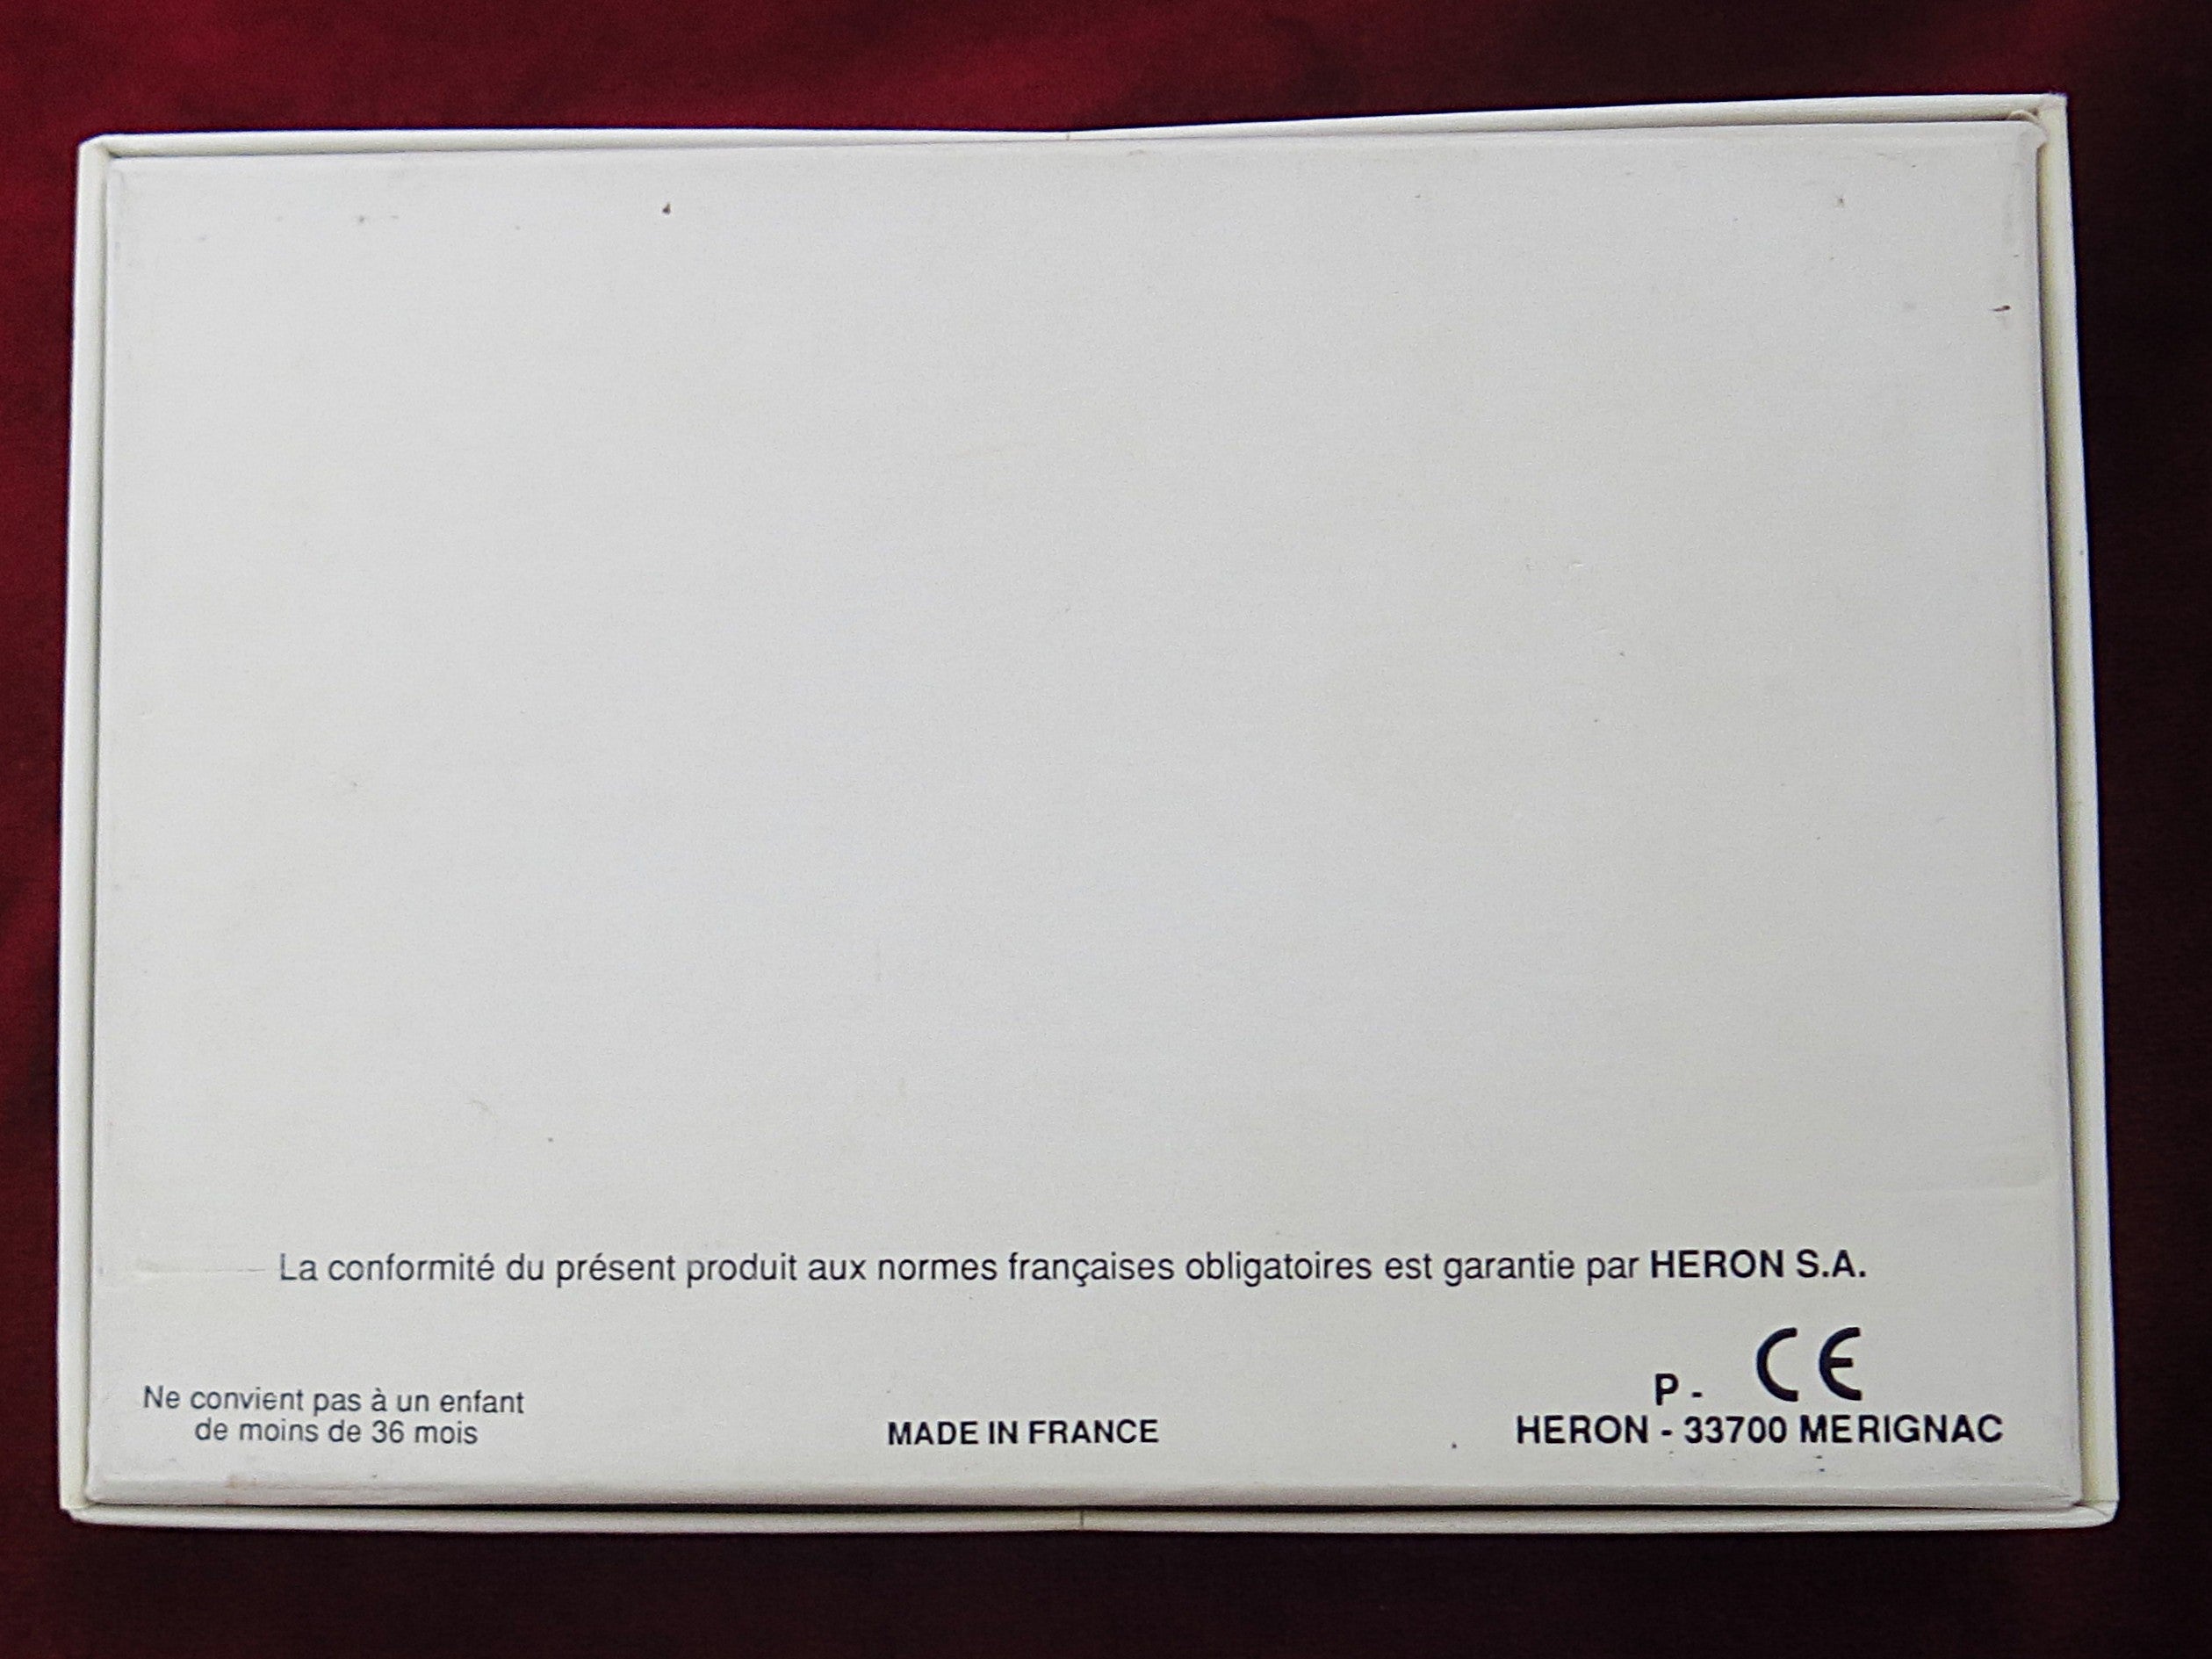 La conformité du présent produit aux normes françaises obligatoires est garantie par HERON S.A.
P - CE
Ne convient pas à un enfant
de moins de 36 mois
MADE IN FRANCE
HERON - 33700 MERIGNAC